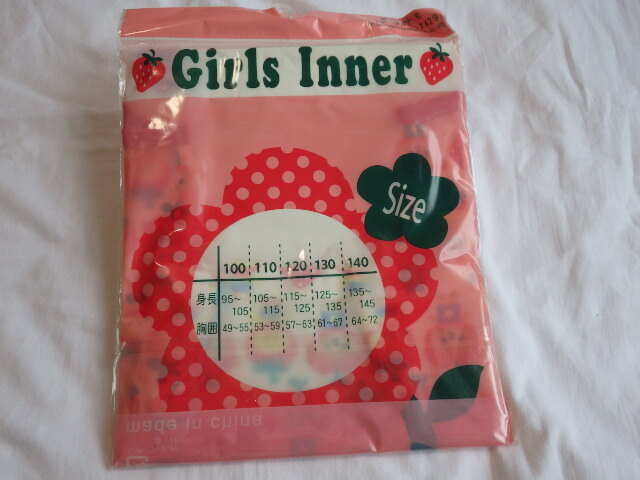 Girls Inner
Size
100 110 120 130 140
身長 95~105 105~115 115~125 125~135 135~145
胸囲 49~55 53~59 57~63 61~67 64~72
made in china